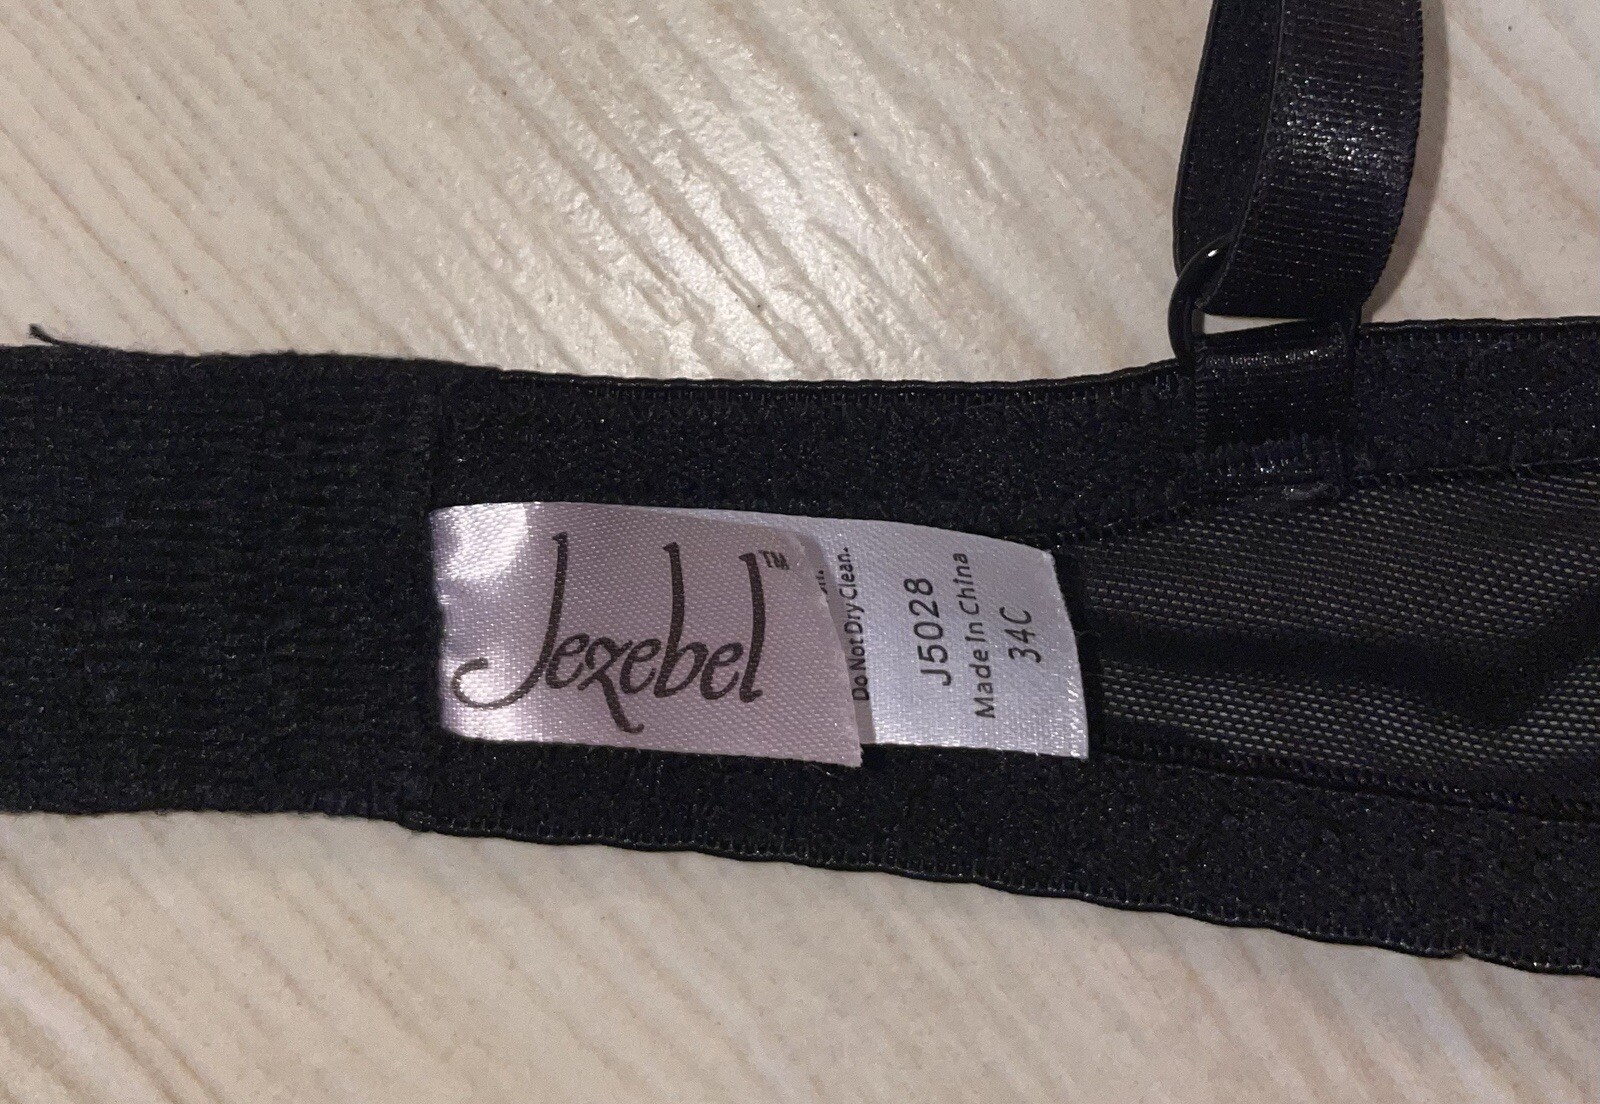 Jezebel™
Do Not Dry Clean.
J5028
Made In China
34C